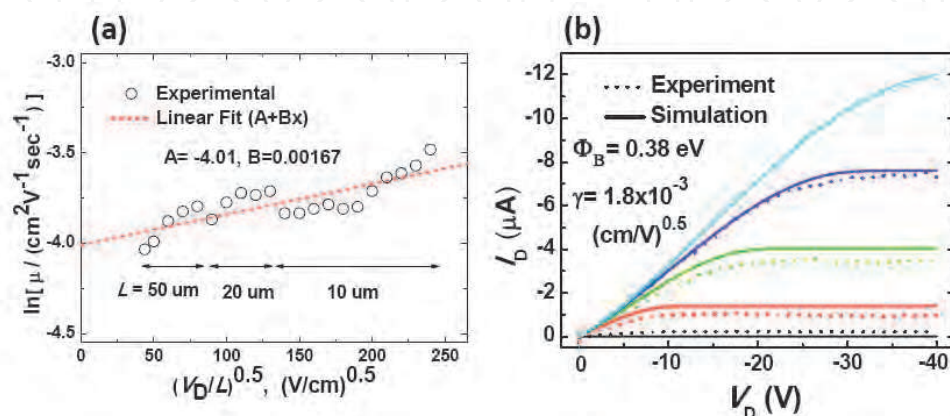 (a)
-3.0
-3.5
-4.0
-4.5
ln[ μ / (cm²V⁻¹sec⁻¹) ]
Experimental
Linear Fit (A+Bx)
A= -4.01, B=0.00167
L = 50 um
20 um
10 um
0 50 100 150 200 250
(V_D/L)^0.5, (V/cm)^0.5
(b)
-12
-10
-8
-6
-4
-2
0
I_D (μA)
Experiment
Simulation
Φ_B = 0.38 eV
γ= 1.8x10⁻³
(cm/V)^0.5
0 -10 -20 -30 -40
V_D (V)